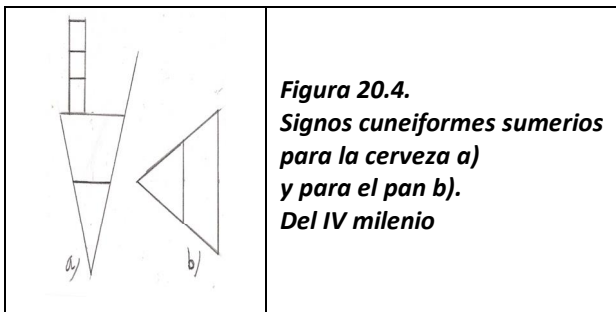 a)
b)
Figura 20.4.
Signos cuneiformes sumerios
para la cerveza a)
y para el pan b).
Del IV milenio